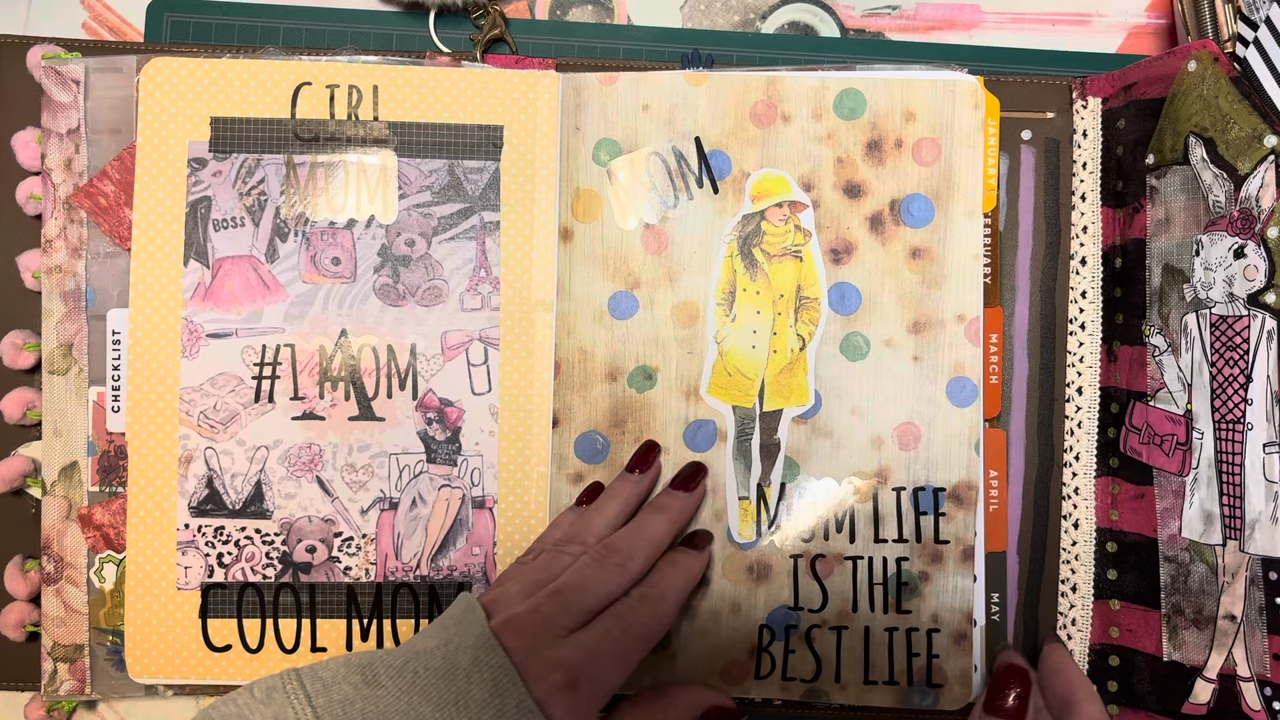 GIRL
MOM
BOSS
#1 MOM
A
COOL MOM
CHECKLIST
MOM
MOM LIFE
IS THE
BEST LIFE
JANUARY
FEBRUARY
MARCH
APRIL
MAY